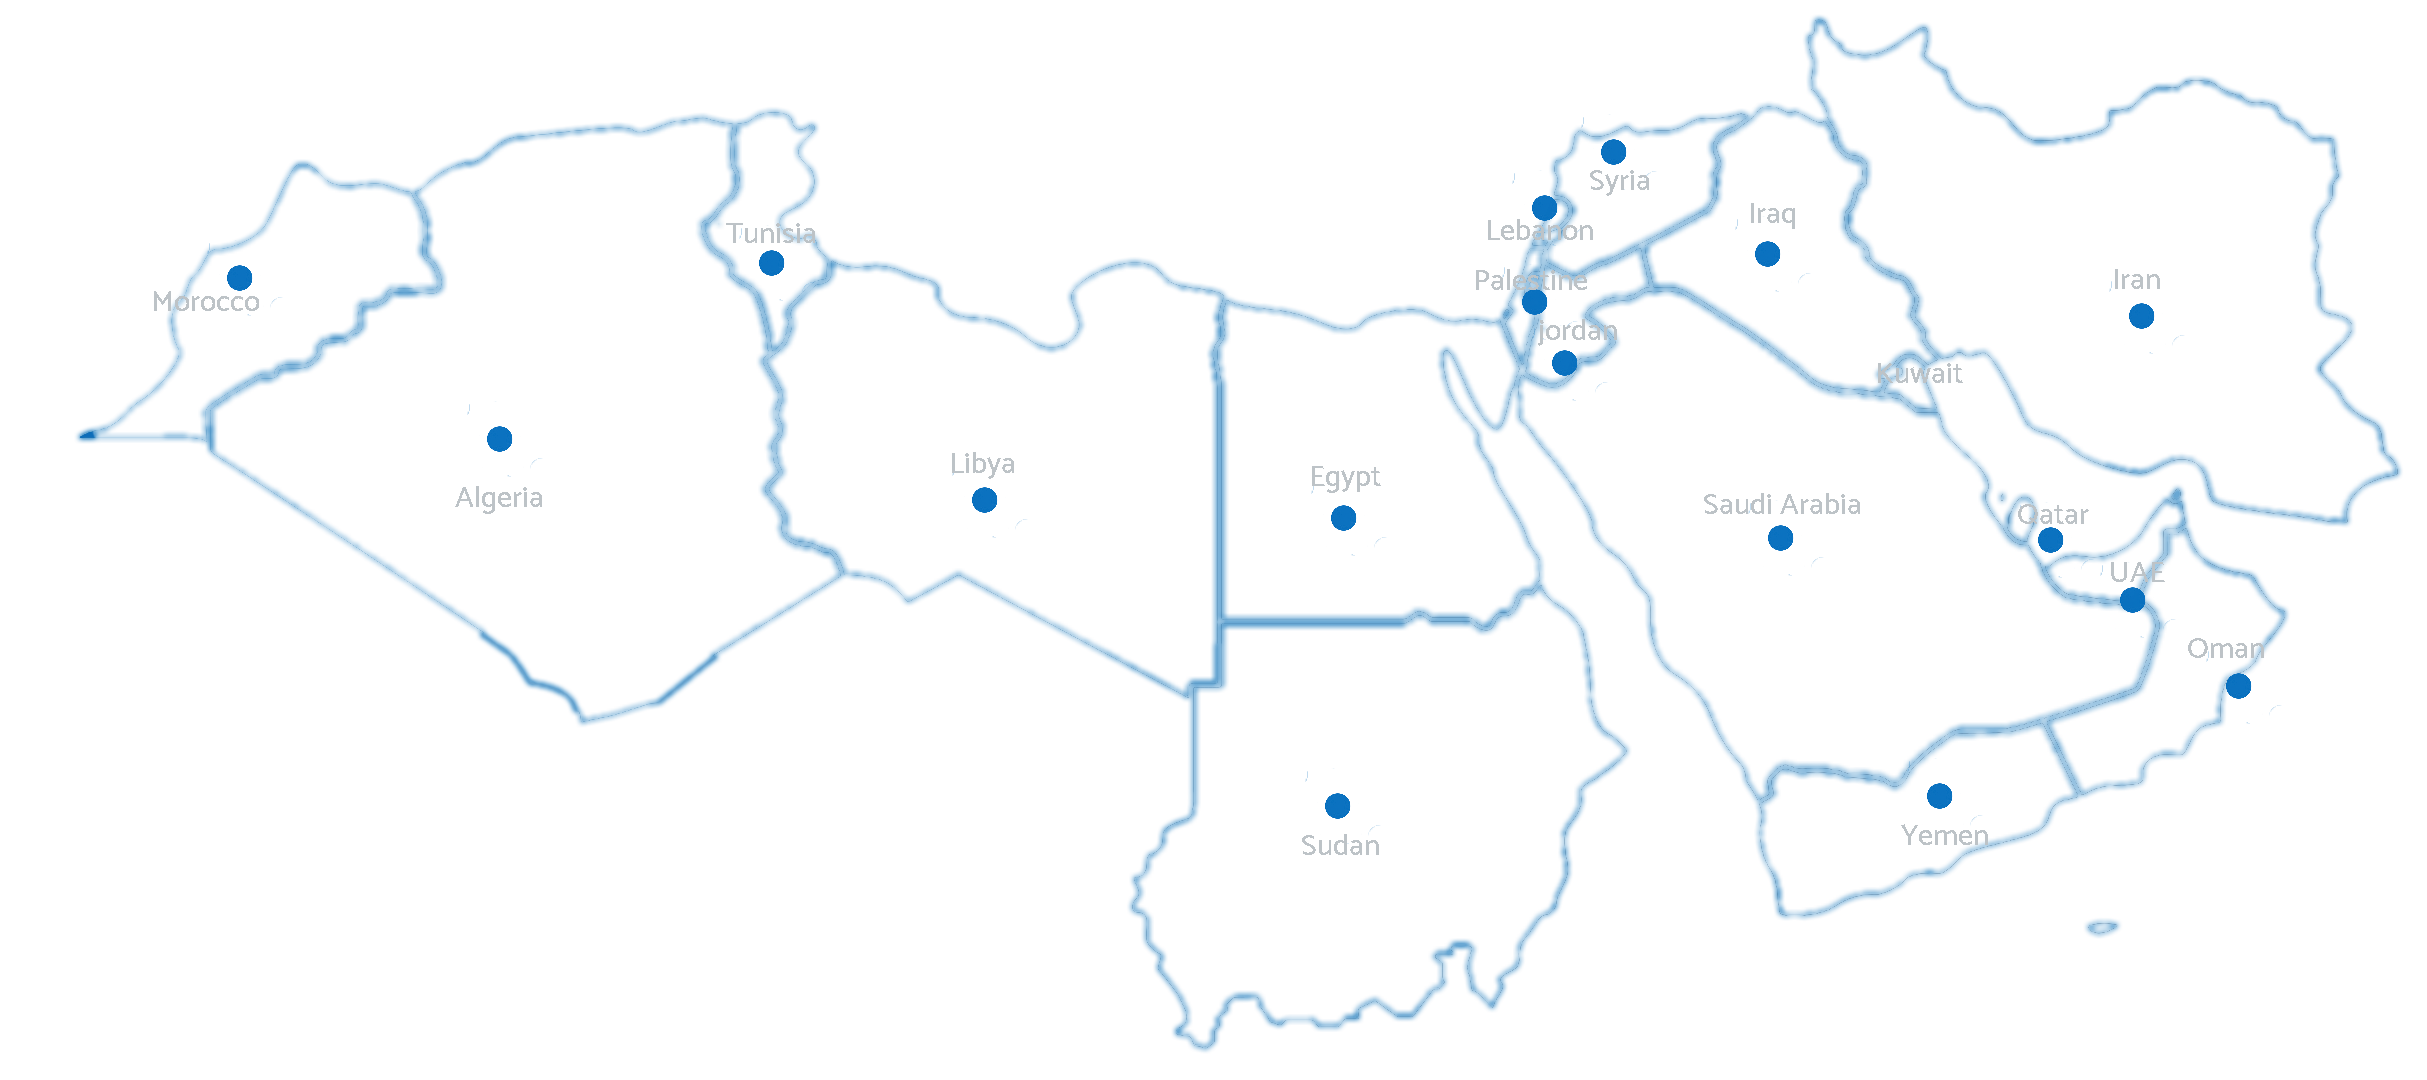 Syria
Iraq
Lebanon
Tunisia
Palestine
Iran
Morocco
jordan
Kuwait
Libya
Egypt
Algeria
Saudi Arabia
Qatar
UAE
Oman
Yemen
Sudan